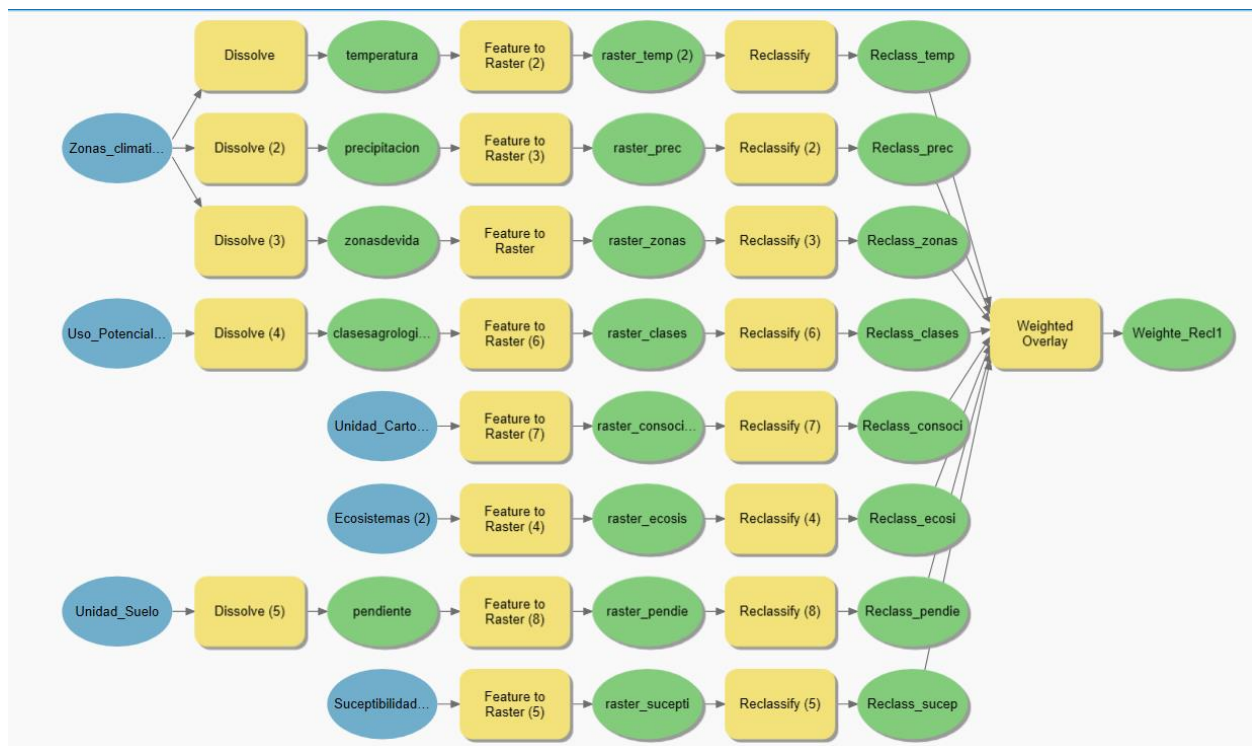 Dissolve
temperatura
Feature to
Raster (2)
raster_temp (2)
Reclassify
Reclass_temp
Zonas_climati...
Dissolve (2)
precipitacion
Feature to
Raster (3)
raster_prec
Reclassify (2)
Reclass_prec
Dissolve (3)
zonasdevida
Feature to
Raster
raster_zonas
Reclassify (3)
Reclass_zonas
Uso_Potencial...
Dissolve (4)
clasesagrologi...
Feature to
Raster (6)
raster_clases
Reclassify (6)
Reclass_clases
Weighted
Overlay
Weighte_Recl1
Unidad_Carto...
Feature to
Raster (7)
raster_consoci...
Reclassify (7)
Reclass_consoci
Ecosistemas (2)
Feature to
Raster (4)
raster_ecosis
Reclassify (4)
Reclass_ecosi
Unidad_Suelo
Dissolve (5)
pendiente
Feature to
Raster (8)
raster_pendie
Reclassify (8)
Reclass_pendie
Suceptibilidad...
Feature to
Raster (5)
raster_sucepti
Reclassify (5)
Reclass_sucep